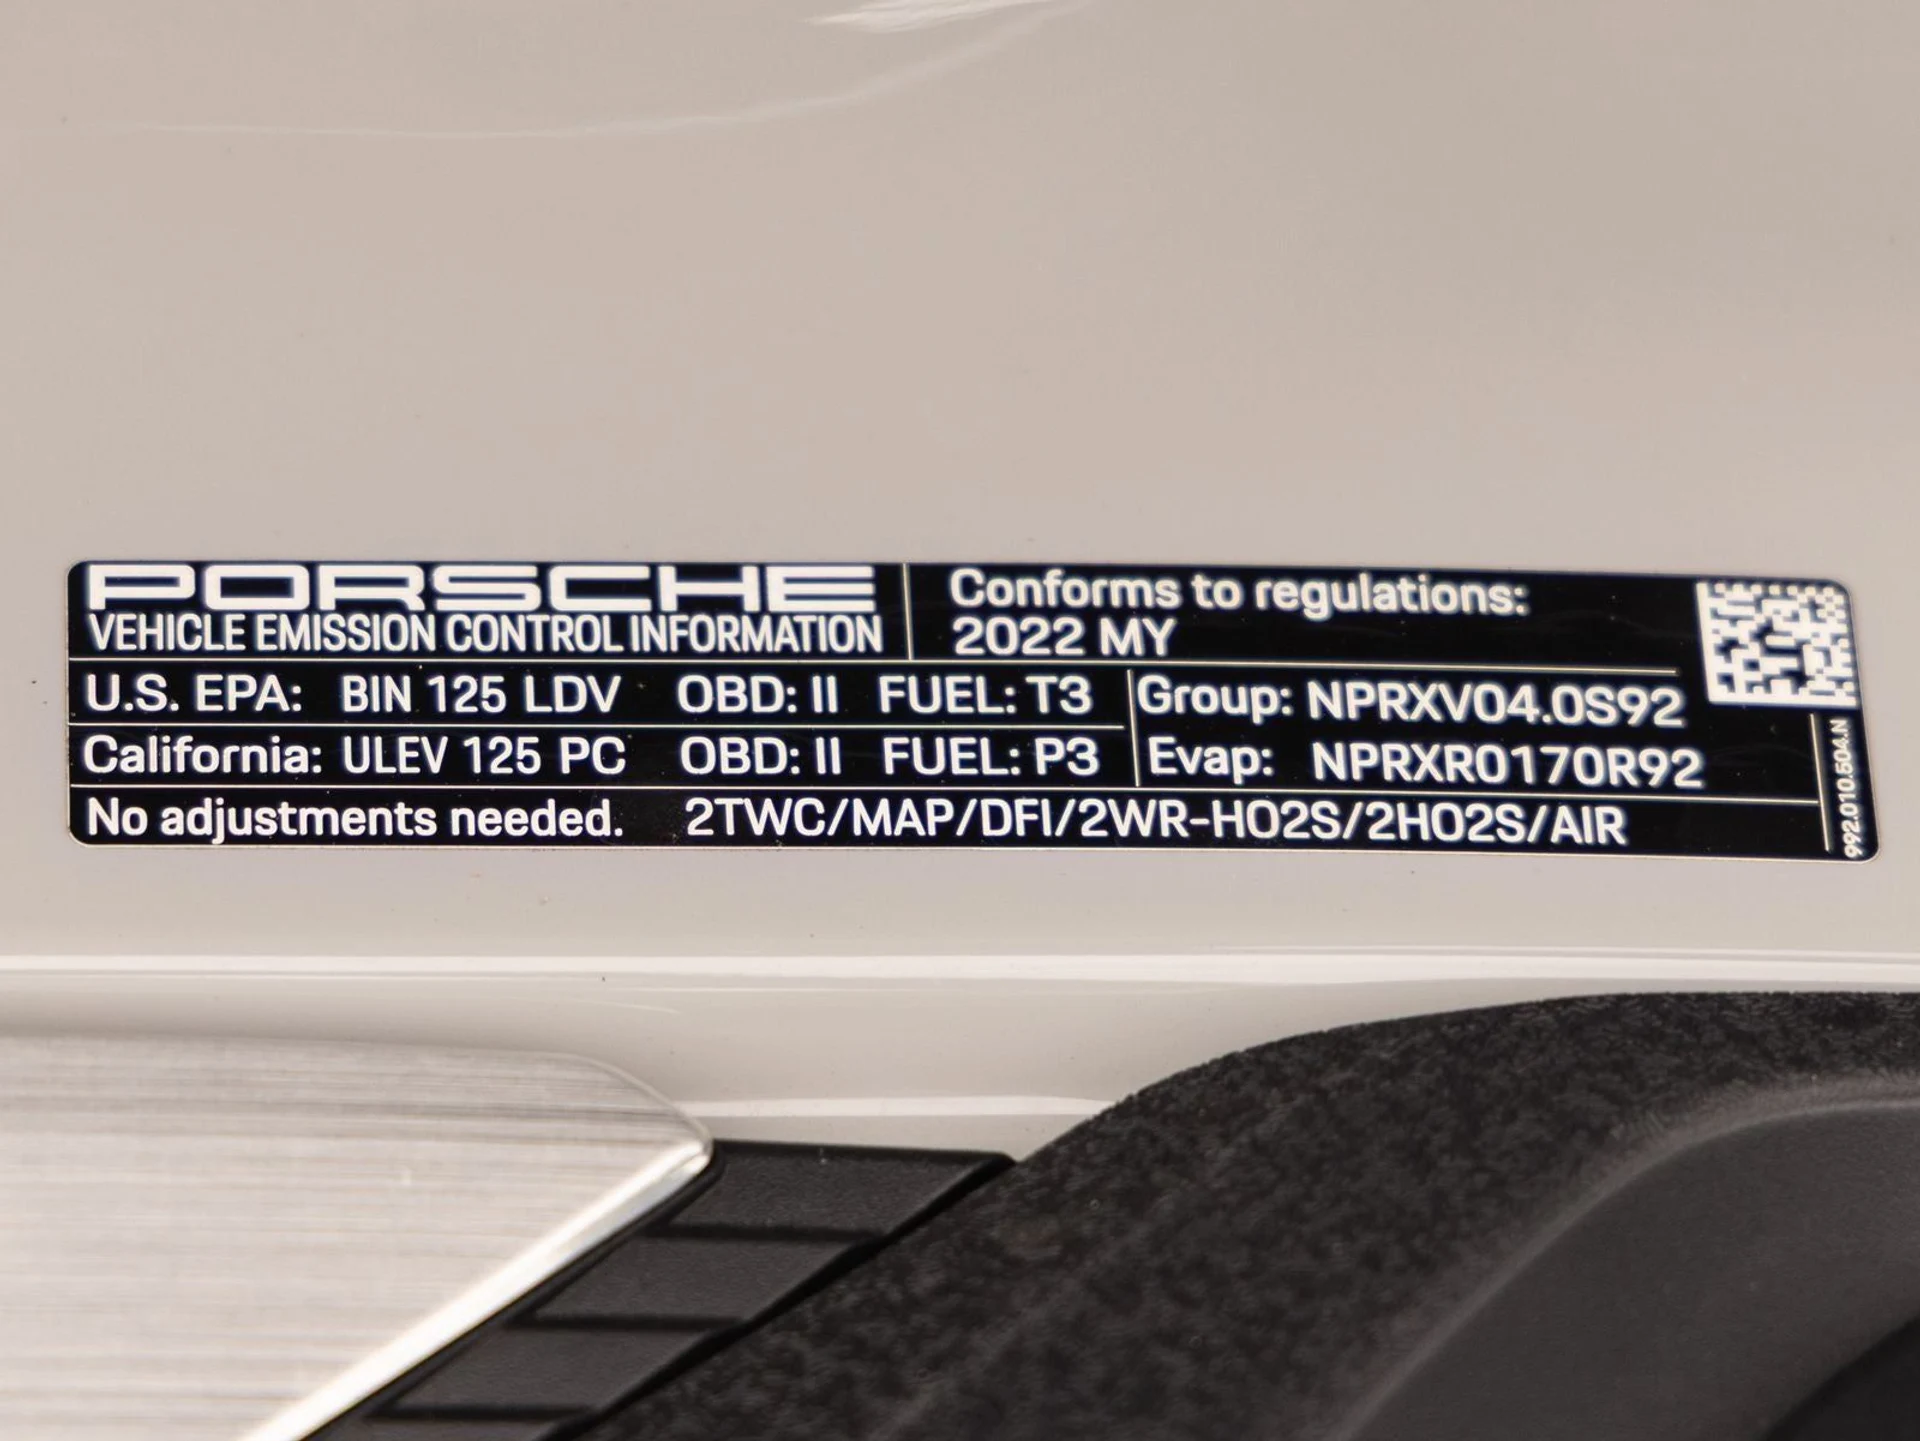 PORSCHE
VEHICLE EMISSION CONTROL INFORMATION
Conforms to regulations:
2022 MY
U.S. EPA: BIN 125 LDV OBD: II FUEL: T3
California: ULEV 125 PC OBD: II FUEL: P3
Group: NPRXV04.0S92
Evap: NPRXR0170R92
No adjustments needed. 2TWC/MAP/DFI/2WR-HO2S/2HO2S/AIR
992.010.504.N